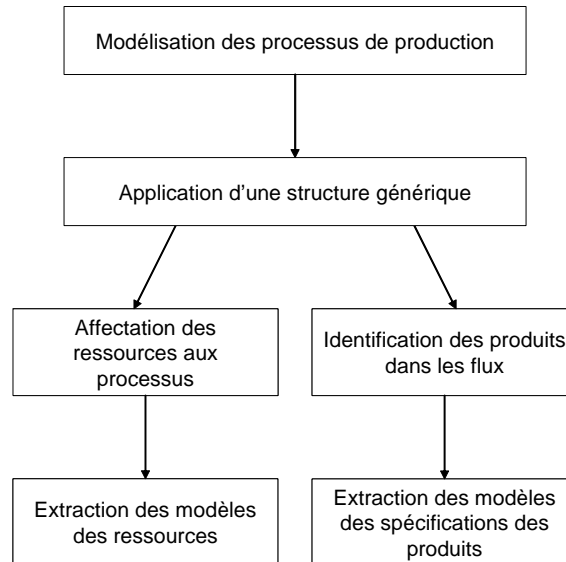 Modélisation des processus de production
Application d'une structure générique
Affectation des
ressources aux
processus
Identification des produits
dans les flux
Extraction des modèles
des ressources
Extraction des modèles
des spécifications des
produits